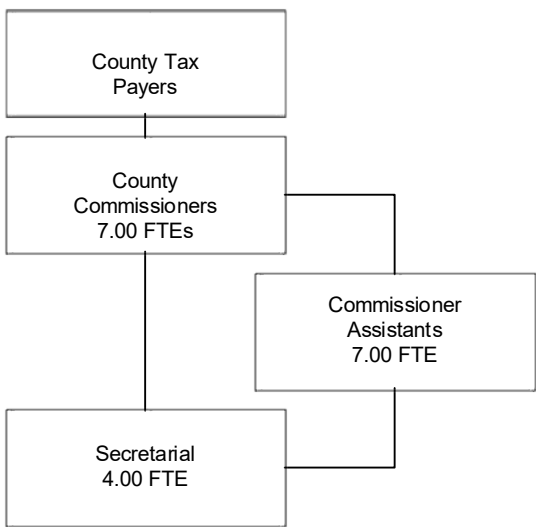 County Tax
Payers
County
Commissioners
7.00 FTEs
Commissioner
Assistants
7.00 FTE
Secretarial
4.00 FTE